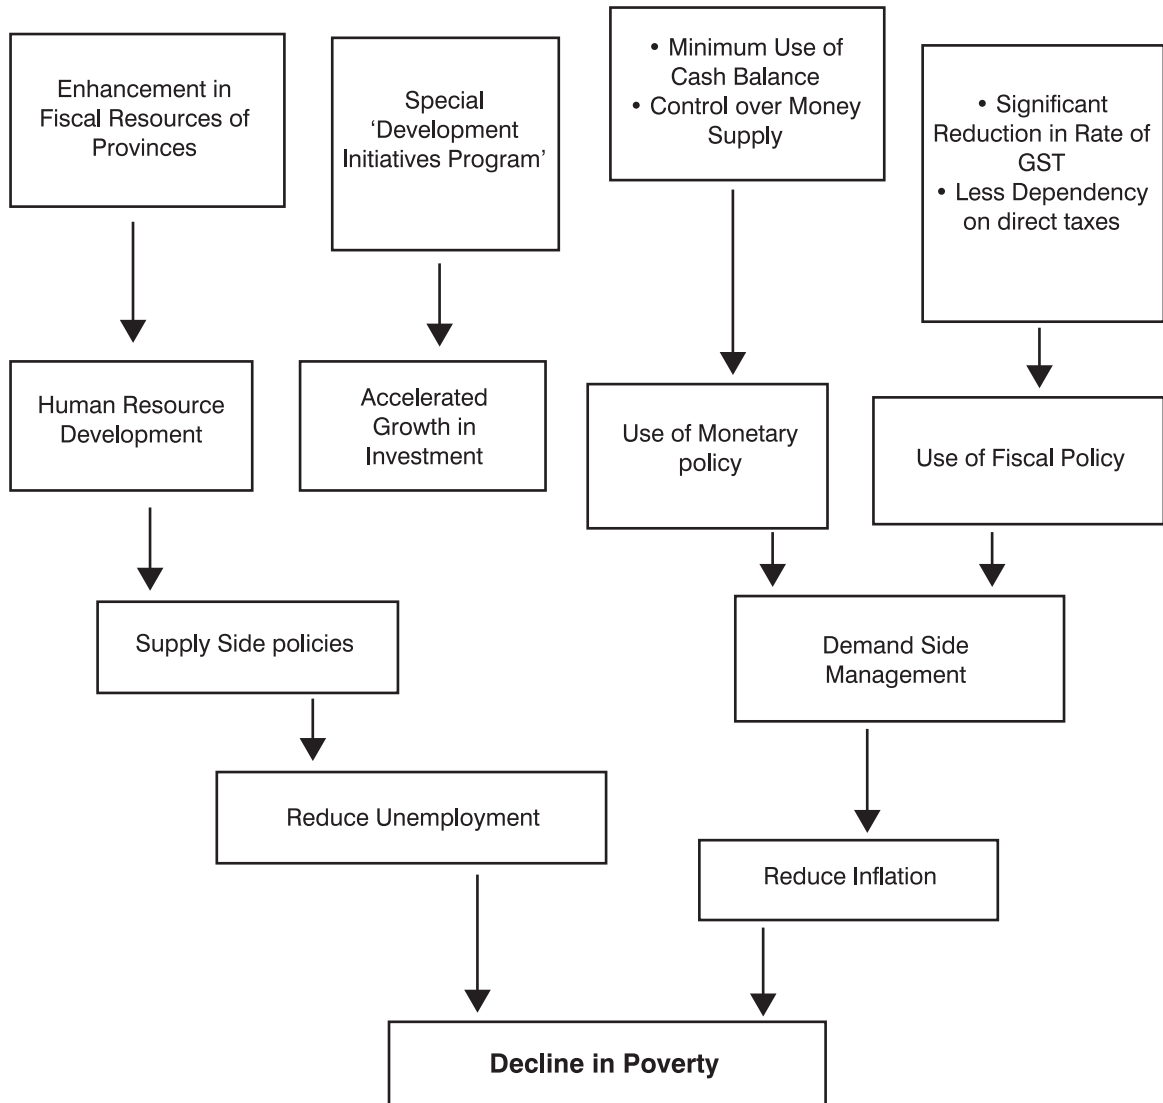 Enhancement in
Fiscal Resources of
Provinces
Special
'Development
Initiatives Program'
• Minimum Use of
Cash Balance
• Control over Money
Supply
• Significant
Reduction in Rate of
GST
• Less Dependency
on direct taxes
Human Resource
Development
Accelerated
Growth in
Investment
Use of Monetary
policy
Use of Fiscal Policy
Supply Side policies
Demand Side
Management
Reduce Unemployment
Reduce Inflation
Decline in Poverty